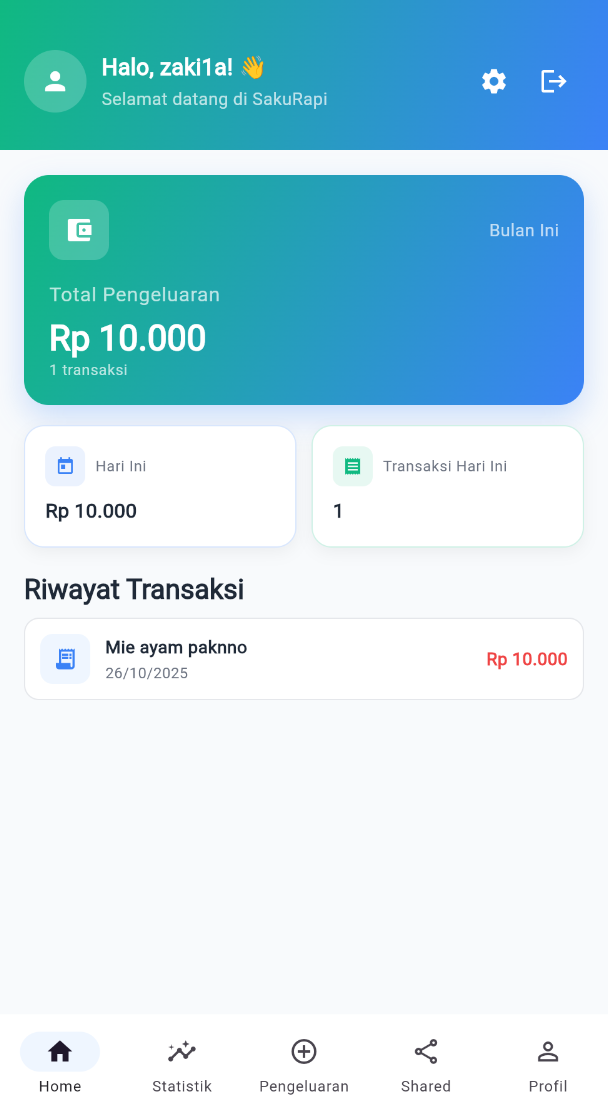 Halo, zaki1a! 👋
Selamat datang di SakuRapi
Bulan Ini
Total Pengeluaran
Rp 10.000
1 transaksi
Hari Ini
Rp 10.000
Transaksi Hari Ini
1
Riwayat Transaksi
Mie ayam paknno
26/10/2025
Rp 10.000
Home
Statistik
Pengeluaran
Shared
Profil